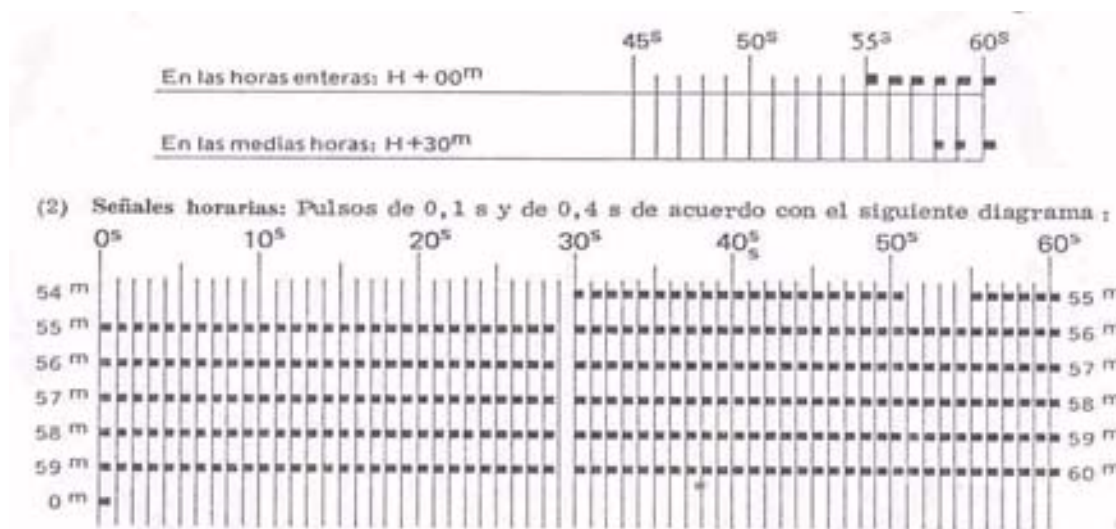 45s 50s 55s 60s
En las horas enteras: H + 00m
En las medias horas: H+30m
(2) Señales horarias: Pulsos de 0,1 s y de 0,4 s de acuerdo con el siguiente diagrama :
0s 10s 20s 30s 40s 50s 60s
s
54 m 55 m
55 m 56 m
56 m 57 m
57 m 58 m
58 m 59 m
59 m 60 m
0 m